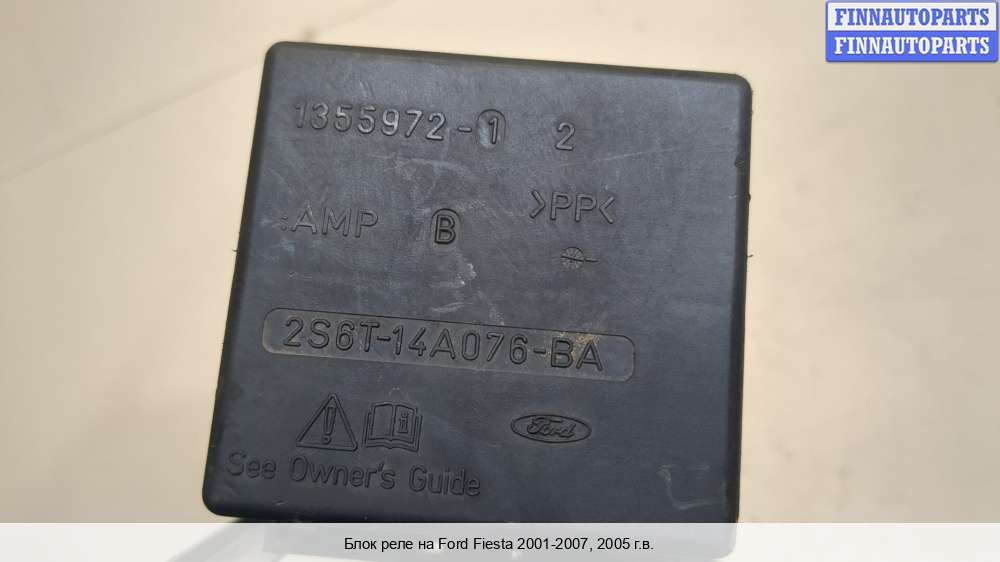 FINNAUTOPARTS
FINNAUTOPARTS
1355972-1 2
:AMP B >PP<
2S6T-14A076-BA
i
Ford
See Owner's Guide
Блок реле на Ford Fiesta 2001-2007, 2005 г.в.